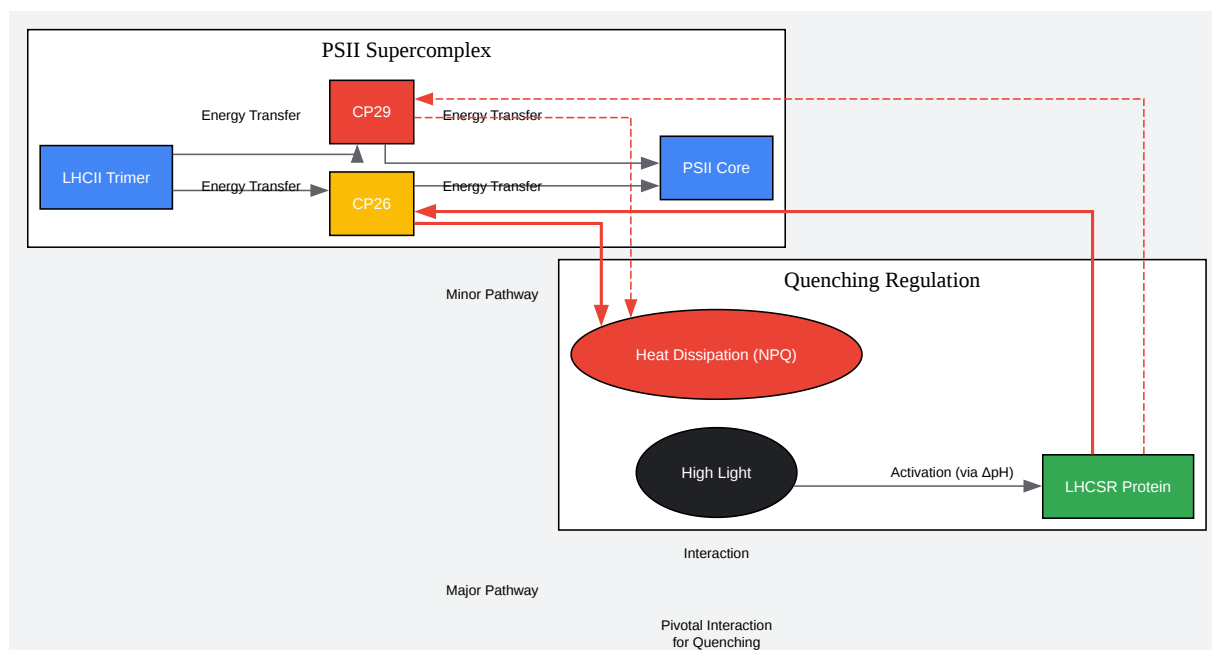 PSII Supercomplex
CP29
Energy Transfer
Energy Transfer
PSII Core
LHCII Trimer
Energy Transfer
Energy Transfer
CP26
Quenching Regulation
Minor Pathway
Heat Dissipation (NPQ)
High Light
Activation (via ΔpH)
LHCSR Protein
Interaction
Major Pathway
Pivotal Interaction
for Quenching